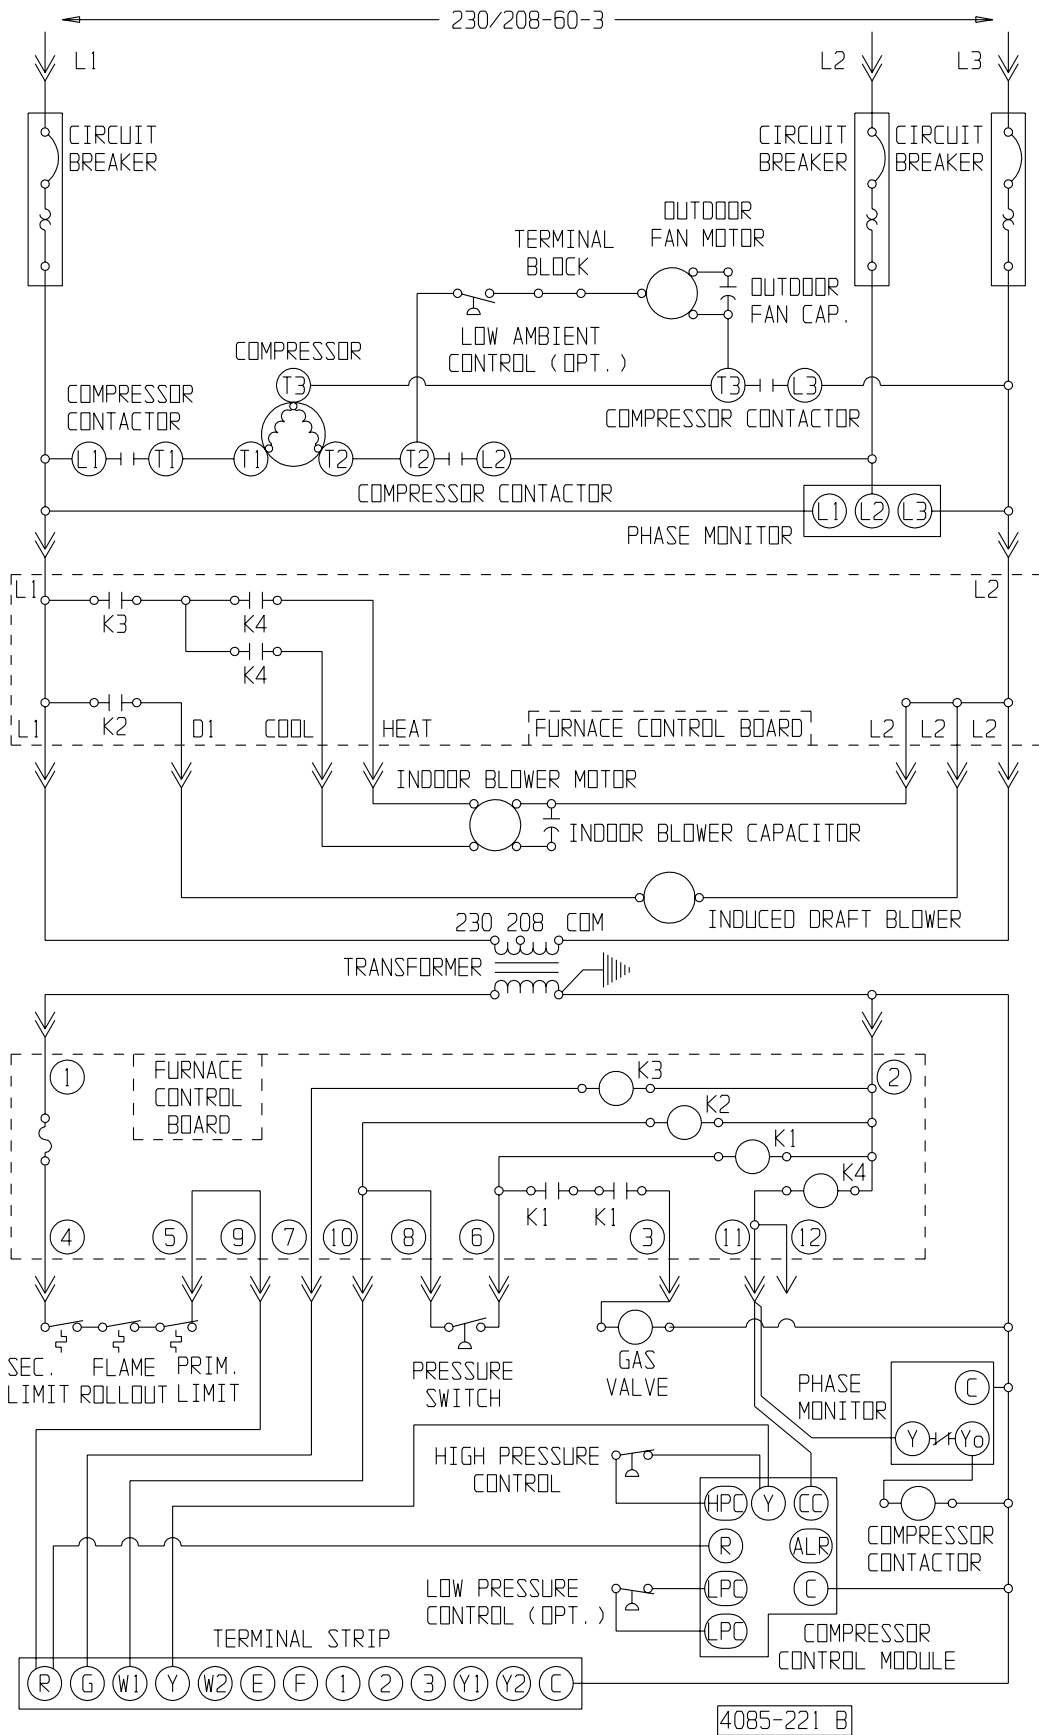 230/208-60-3
L1
L2
L3
CIRCUIT
BREAKER
CIRCUIT
BREAKER
CIRCUIT
BREAKER
OUTDOOR
FAN MOTOR
TERMINAL
BLOCK
OUTDOOR
FAN CAP.
LOW AMBIENT
CONTROL (OPT.)
COMPRESSOR
T3
T3
L3
COMPRESSOR
CONTACTOR
COMPRESSOR CONTACTOR
L1
T1
T1
T2
T2
L2
COMPRESSOR CONTACTOR
L1
L2
L3
PHASE MONITOR
L1
L2
K3
K4
K4
K2
L1
D1
COOL
HEAT
FURNACE CONTROL BOARD
L2
L2
L2
INDOOR BLOWER MOTOR
INDOOR BLOWER CAPACITOR
INDUCED DRAFT BLOWER
230 208 COM
TRANSFORMER
1
FURNACE
CONTROL
BOARD
K3
2
K2
K1
K4
K1
K1
4
5
9
7
10
8
6
3
11
12
SEC.
LIMIT
FLAME
ROLLOUT
PRIM.
LIMIT
PRESSURE
SWITCH
GAS
VALVE
PHASE
MONITOR
C
Y
Yo
HIGH PRESSURE
CONTROL
HPC
Y
CC
COMPRESSOR
CONTACTOR
R
ALR
LOW PRESSURE
CONTROL (OPT.)
LPC
C
LPC
COMPRESSOR
CONTROL MODULE
TERMINAL STRIP
R
G
W1
Y
W2
E
F
1
2
3
Y1
Y2
C
4085-221 B